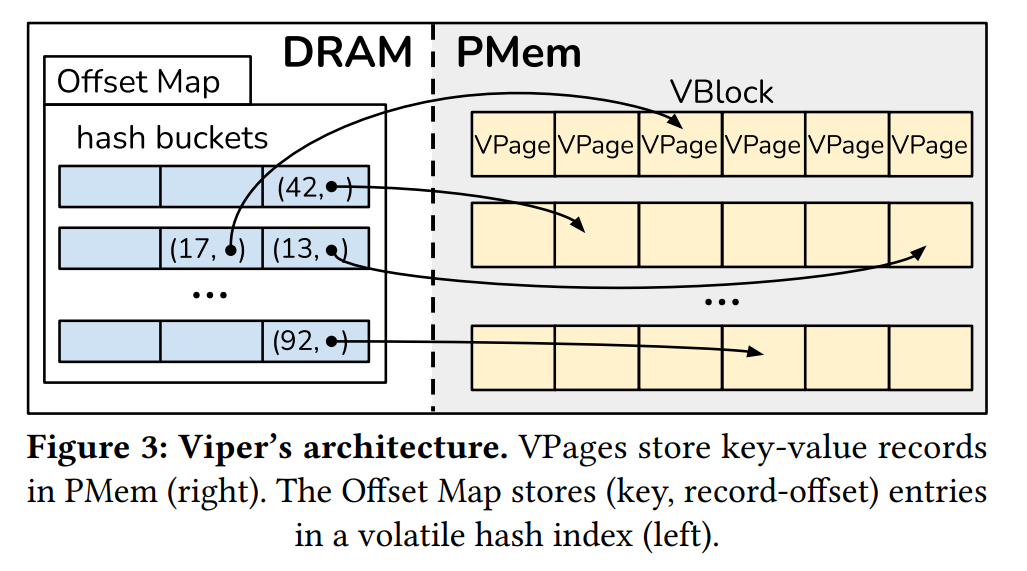 DRAM
PMem
Offset Map
hash buckets
(42, )
(17, )
(13, )
...
(92, )
VBlock
VPage VPage VPage VPage VPage VPage
...
Figure 3: Viper’s architecture. VPages store key-value records
in PMem (right). The Offset Map stores (key, record-offset) entries
in a volatile hash index (left).